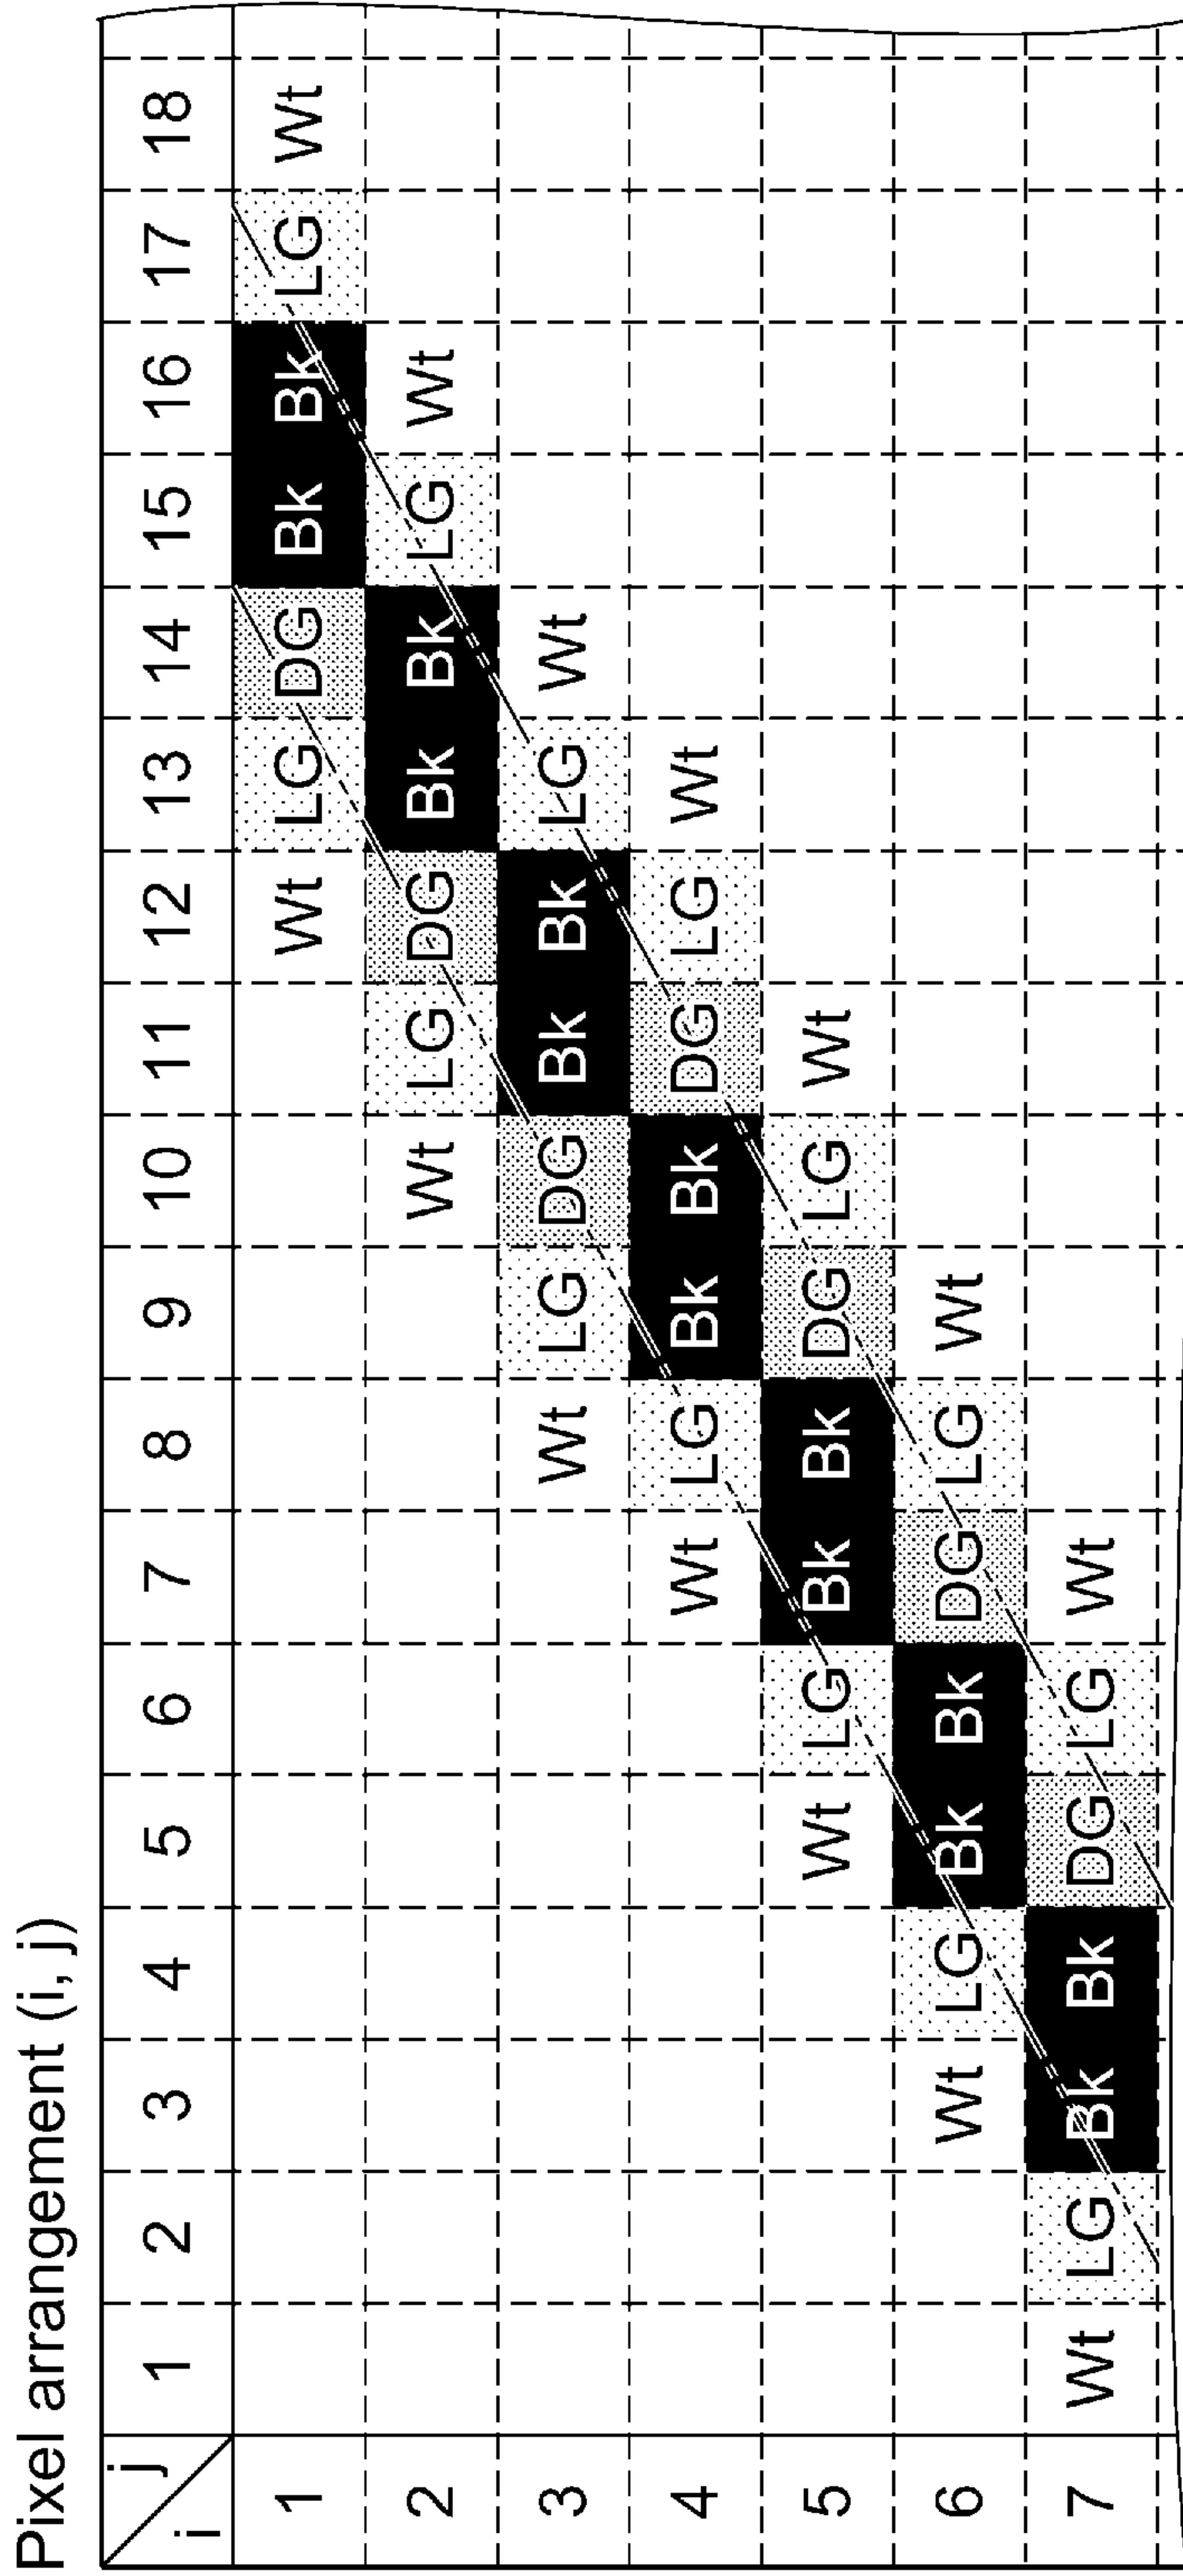 Pixel arrangement (i, j)
i j 1 2 3 4 5 6 7 8 9 10 11 12 13 14 15 16 17 18
1 Wt LG DG Bk Bk LG Wt
2 Wt LG DG Bk Bk LG Wt
3 Wt LG DG Bk Bk LG Wt
4 Wt LG Bk Bk DG LG Wt
5 Wt LG Bk Bk DG LG Wt
6 Wt LG Bk Bk DG LG Wt
7 Wt LG Bk Bk DG LG Wt